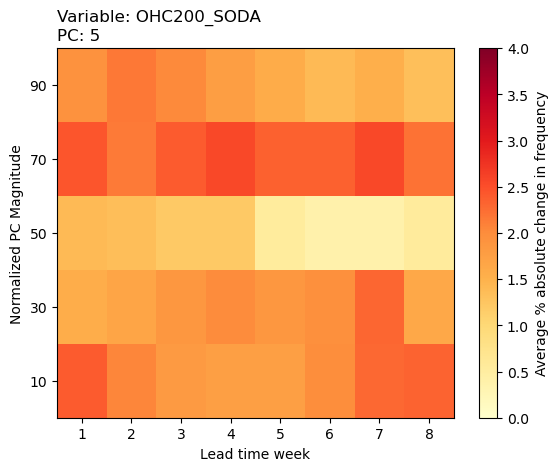 Variable: OHC200_SODA
PC: 5
Normalized PC Magnitude
90
70
50
30
10
1 2 3 4 5 6 7 8
Lead time week
4.0
3.5
3.0
2.5
2.0
1.5
1.0
0.5
0.0
Average % absolute change in frequency